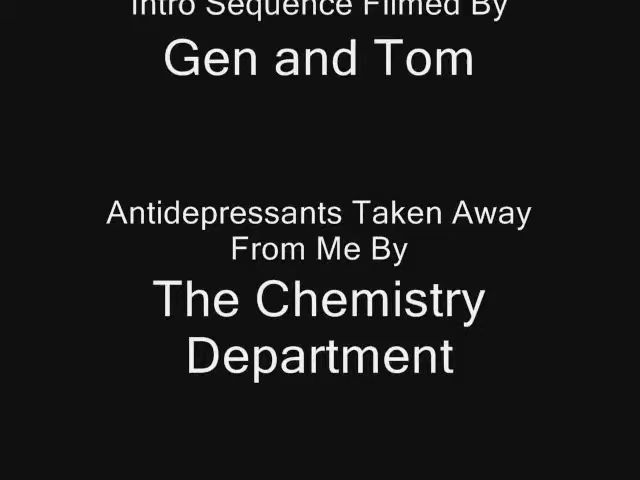 Intro Sequence Filmed By
Gen and Tom
Antidepressants Taken Away
From Me By
The Chemistry
Department